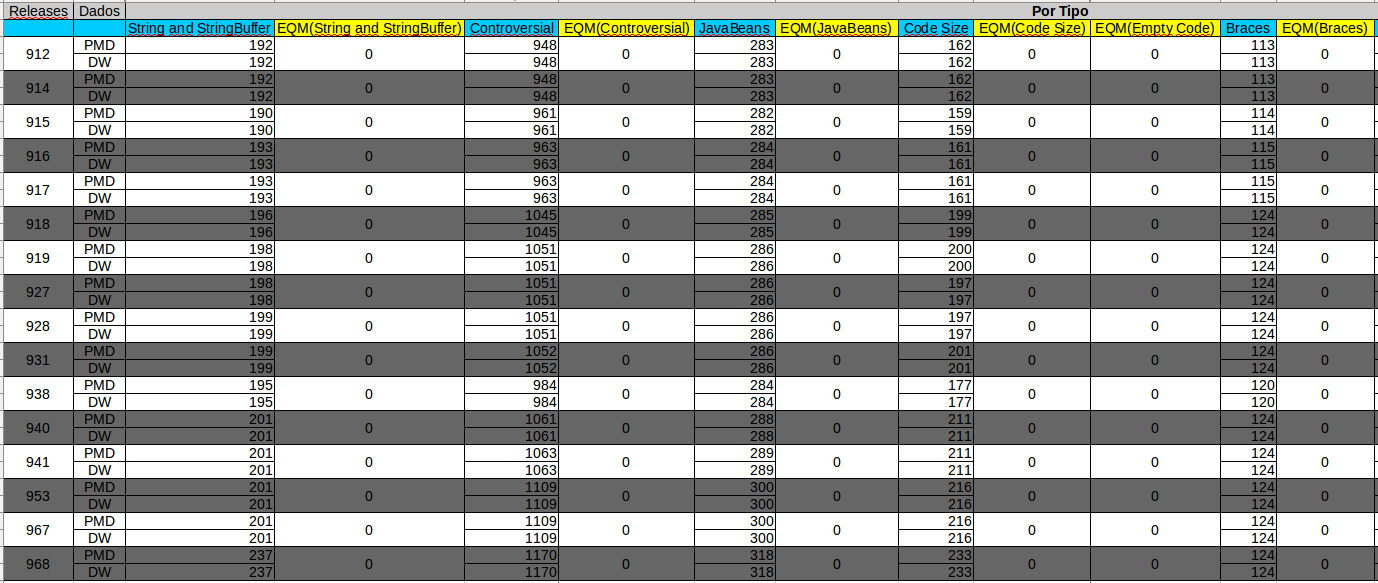 Releases Dados Por Tipo
String and StringBuffer EQM(String and StringBuffer) Controversial EQM(Controversial) JavaBeans EQM(JavaBeans) Code Size EQM(Code Size) EQM(Empty Code) Braces EQM(Braces)
912 PMD 192 0 948 0 283 0 162 0 0 113 0
DW 192 948 283 162 113
914 PMD 192 0 948 0 283 0 162 0 0 113 0
DW 192 948 283 162 113
915 PMD 190 0 961 0 282 0 159 0 0 114 0
DW 190 961 282 159 114
916 PMD 193 0 963 0 284 0 161 0 0 115 0
DW 193 963 284 161 115
917 PMD 193 0 963 0 284 0 161 0 0 115 0
DW 193 963 284 161 115
918 PMD 196 0 1045 0 285 0 199 0 0 124 0
DW 196 1045 285 199 124
919 PMD 198 0 1051 0 286 0 200 0 0 124 0
DW 198 1051 286 200 124
927 PMD 198 0 1051 0 286 0 197 0 0 124 0
DW 198 1051 286 197 124
928 PMD 199 0 1051 0 286 0 197 0 0 124 0
DW 199 1051 286 197 124
931 PMD 199 0 1052 0 286 0 201 0 0 124 0
DW 199 1052 286 201 124
938 PMD 195 0 984 0 284 0 177 0 0 120 0
DW 195 984 284 177 120
940 PMD 201 0 1061 0 288 0 211 0 0 124 0
DW 201 1061 288 211 124
941 PMD 201 0 1063 0 289 0 211 0 0 124 0
DW 201 1063 289 211 124
953 PMD 201 0 1109 0 300 0 216 0 0 124 0
DW 201 1109 300 216 124
967 PMD 201 0 1109 0 300 0 216 0 0 124 0
DW 201 1109 300 216 124
968 PMD 237 0 1170 0 318 0 233 0 0 124 0
DW 237 1170 318 233 124